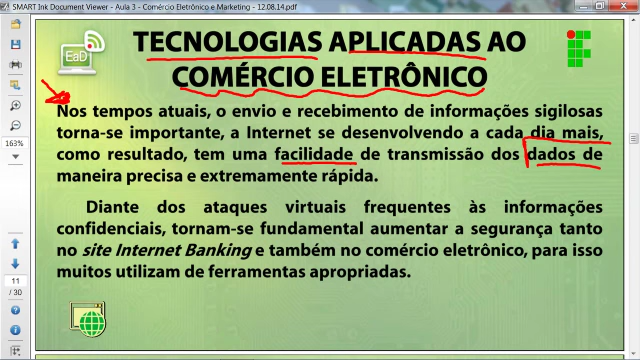 SMART Ink Document Viewer - Aula 3 - Comércio Eletrônico e Marketing - 12.08.14.pdf
EaD
TECNOLOGIAS APLICADAS AO
COMÉRCIO ELETRÔNICO
Nos tempos atuais, o envio e recebimento de informações sigilosas
torna-se importante, a Internet se desenvolvendo a cada dia mais,
como resultado, tem uma facilidade de transmissão dos dados de
maneira precisa e extremamente rápida.
Diante dos ataques virtuais frequentes às informações
confidenciais, tornam-se fundamental aumentar a segurança tanto
no site Internet Banking e também no comércio eletrônico, para isso
muitos utilizam de ferramentas apropriadas.
163%
11
/ 30